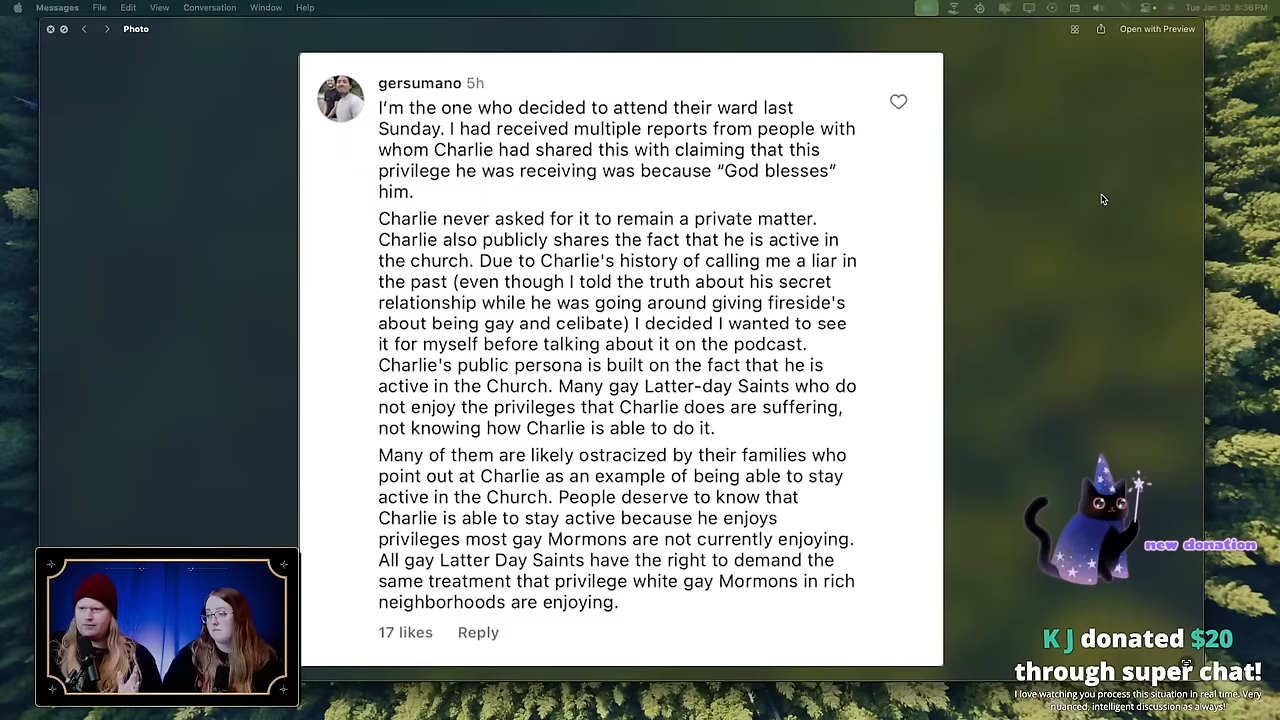 Messages File Edit View Conversation Window Help Tue Jan 30 8:36PM
Photo Open with Preview
gersumano 5h
I'm the one who decided to attend their ward last
Sunday. I had received multiple reports from people with
whom Charlie had shared this with claiming that this
privilege he was receiving was because "God blesses"
him.
Charlie never asked for it to remain a private matter.
Charlie also publicly shares the fact that he is active in
the church. Due to Charlie's history of calling me a liar in
the past (even though I told the truth about his secret
relationship while he was going around giving fireside's
about being gay and celibate) I decided I wanted to see
it for myself before talking about it on the podcast.
Charlie's public persona is built on the fact that he is
active in the Church. Many gay Latter-day Saints who do
not enjoy the privileges that Charlie does are suffering,
not knowing how Charlie is able to do it.
Many of them are likely ostracized by their families who
point out at Charlie as an example of being able to stay
active in the Church. People deserve to know that
Charlie is able to stay active because he enjoys
privileges most gay Mormons are not currently enjoying.
All gay Latter Day Saints have the right to demand the
same treatment that privilege white gay Mormons in rich
neighborhoods are enjoying.
17 likes Reply
new donation
K J donated $20
through super chat!
I love watching you process this situation in real time. Very
nuanced, intelligent discussion as always!